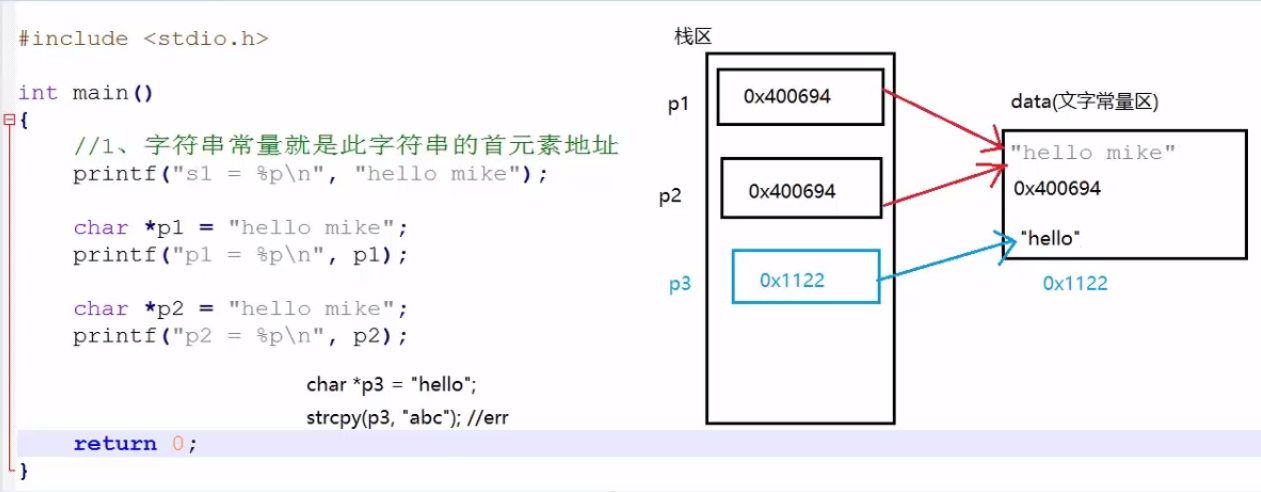 #include <stdio.h>
int main()
{
//1、字符串常量就是此字符串的首元素地址
printf("s1 = %p\n", "hello mike");
char *p1 = "hello mike";
printf("p1 = %p\n", p1);
char *p2 = "hello mike";
printf("p2 = %p\n", p2);
char *p3 = "hello";
strcpy(p3, "abc"); //err
return 0;
}
栈区
p1
0x400694
p2
0x400694
p3
0x1122
data(文字常量区)
"hello mike"
0x400694
"hello"
0x1122